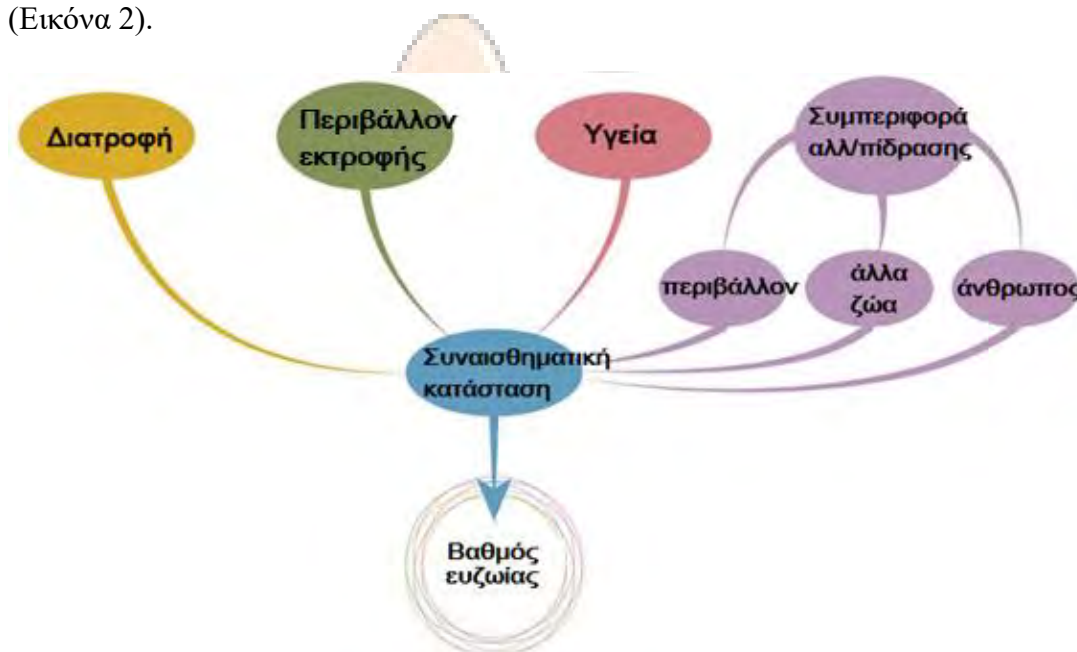 (Εικόνα 2).
Διατροφή
Περιβάλλον
εκτροφής
Υγεία
Συμπεριφορά
αλλ/πίδρασης
περιβάλλον
άλλα
ζώα
άνθρωπος
Συναισθηματική
κατάσταση
Βαθμός
ευζωίας